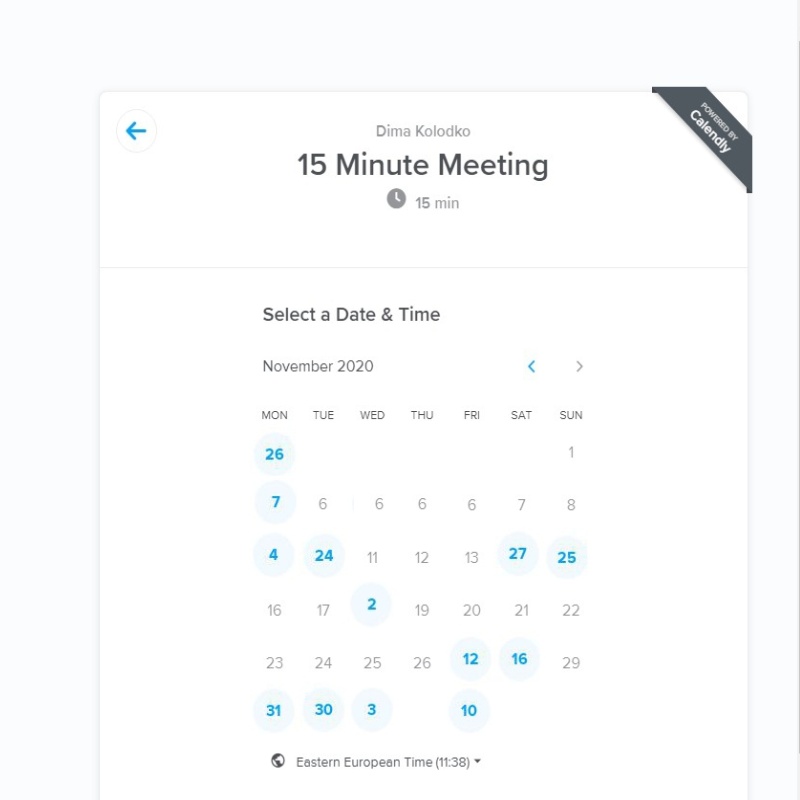 POWERED BY
Calendly
Dima Kolodko
15 Minute Meeting
15 min
Select a Date & Time
November 2020
MON TUE WED THU FRI SAT SUN
26 1
7 6 6 6 6 7 8
4 24 11 12 13 27 25
16 17 2 19 20 21 22
23 24 25 26 12 16 29
31 30 3 10
Eastern European Time (11:38)